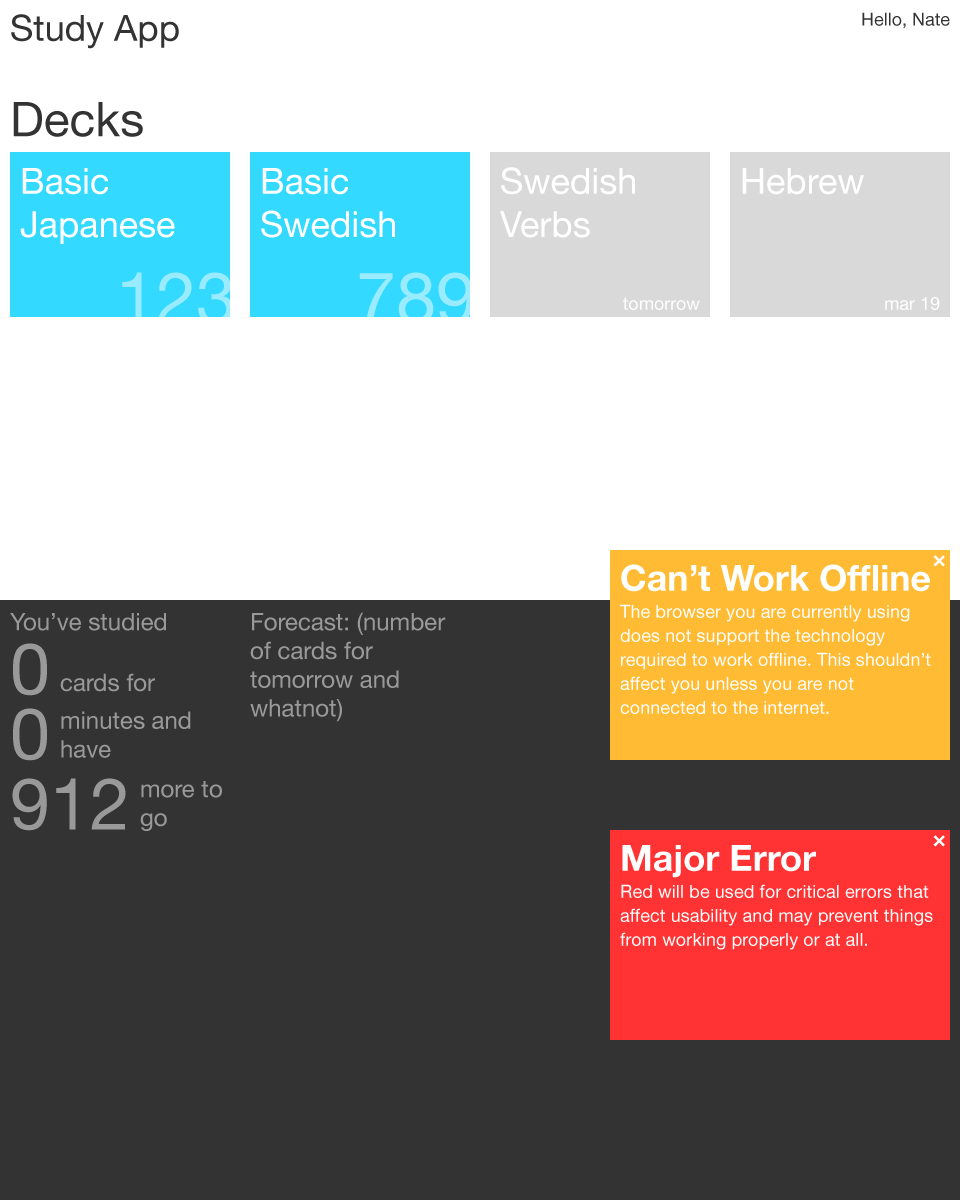 Study App
Hello, Nate
Decks
Basic
Japanese
123
Basic
Swedish
789
Swedish
Verbs
tomorrow
Hebrew
mar 19
You’ve studied
0 cards for
0 minutes and
have
912 more to
go
Forecast: (number
of cards for
tomorrow and
whatnot)
×
Can’t Work Offline
The browser you are currently using
does not support the technology
required to work offline. This shouldn’t
affect you unless you are not
connected to the internet.
×
Major Error
Red will be used for critical errors that
affect usability and may prevent things
from working properly or at all.